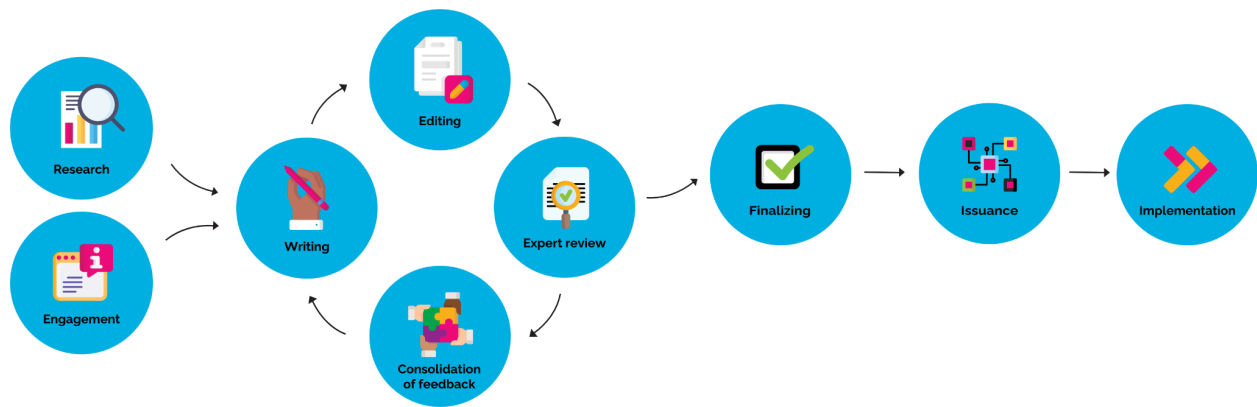 Research
Engagement
Writing
Editing
Expert review
Consolidation
of feedback
Finalizing
Issuance
Implementation